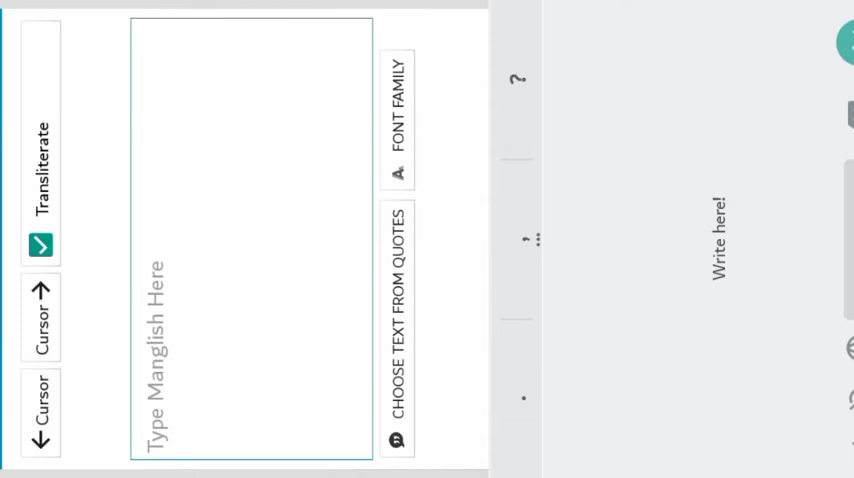 ← Cursor
Cursor →
Transliterate
Type Manglish Here
CHOOSE TEXT FROM QUOTES
FONT FAMILY
. , ?
Write here!